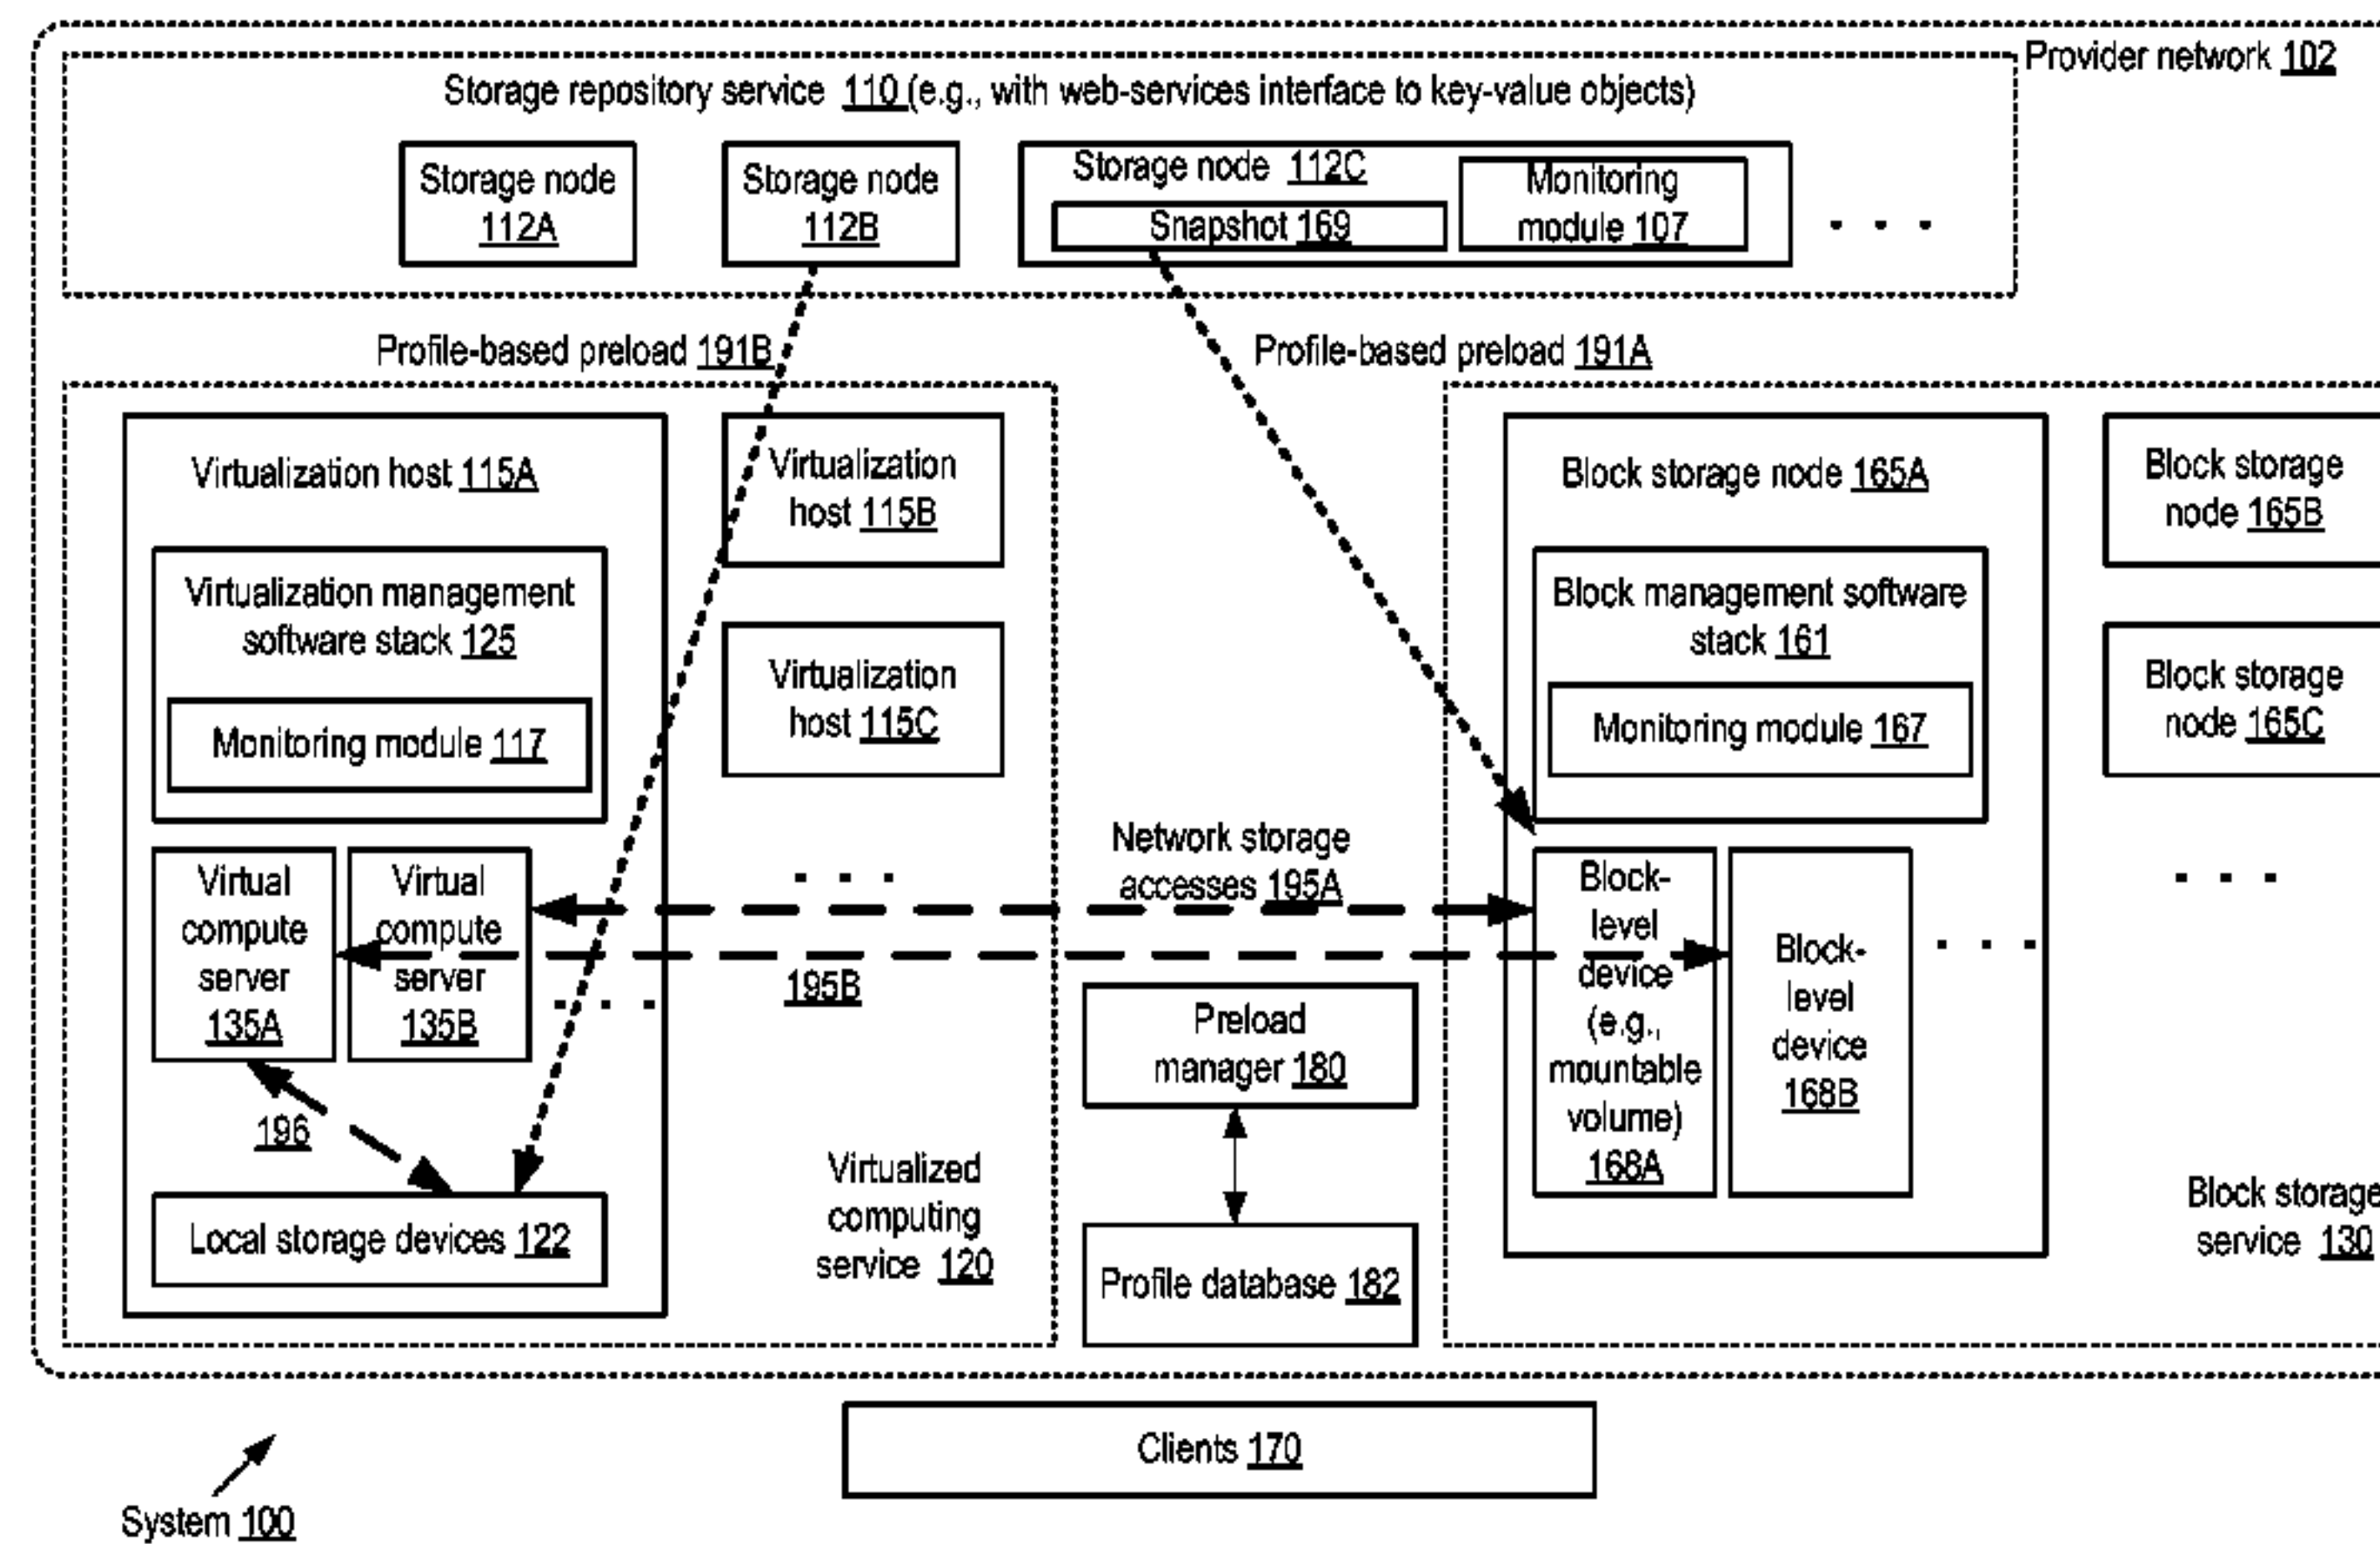 Provider network 102
Storage repository service 110 (e.g., with web-services interface to key-value objects)
Storage node
112A
Storage node
112B
Storage node 112C
Snapshot 169
Monitoring
module 107
. . .
Profile-based preload 191B
Profile-based preload 191A
Virtualization host 115A
Virtualization management
software stack 125
Monitoring module 117
Virtual
compute
server
135A
Virtual
compute
server
135B
. . .
196
Local storage devices 122
Virtualization
host 115B
Virtualization
host 115C
. . .
Virtualized
computing
service 120
Network storage
accesses 195A
195B
Preload
manager 180
Profile database 182
Block storage node 165A
Block management software
stack 161
Monitoring module 167
Block-
level
device
(e.g.,
mountable
volume)
168A
Block-
level
device
168B
. . .
Block storage
node 165B
Block storage
node 165C
. . .
Block storage
service 130
Clients 170
System 100